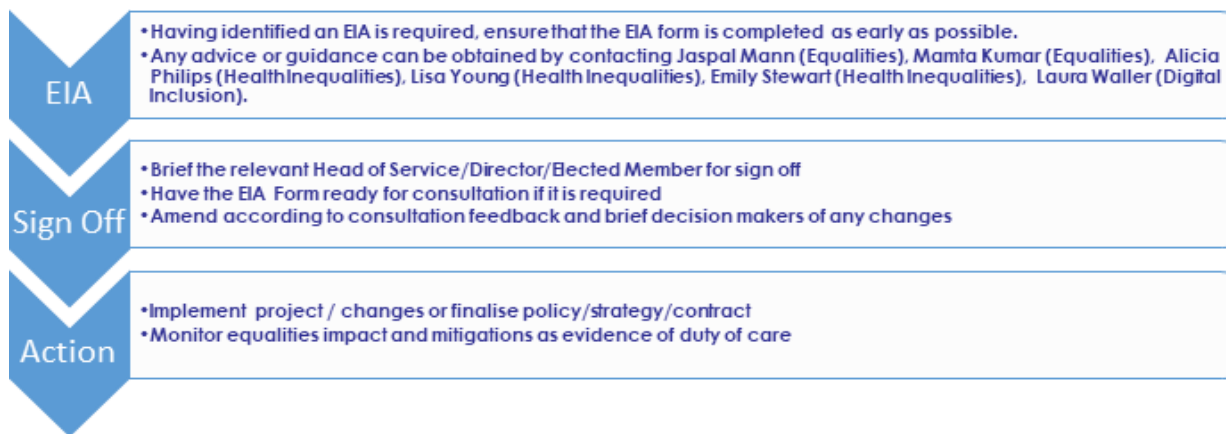 EIA
•Having identified an EIA is required, ensure that the EIA form is completed as early as possible.
•Any advice or guidance can be obtained by contacting Jaspal Mann (Equalities), Mamta Kumar (Equalities), Alicia
Philips (Health Inequalities), Lisa Young (Health Inequalities), Emily Stewart (Health Inequalities), Laura Waller (Digital
Inclusion).
Sign Off
•Brief the relevant Head of Service/Director/Elected Member for sign off
•Have the EIA Form ready for consultation if it is required
•Amend according to consultation feedback and brief decision makers of any changes
Action
•Implement project / changes or finalise policy/strategy/contract
•Monitor equalities impact and mitigations as evidence of duty of care